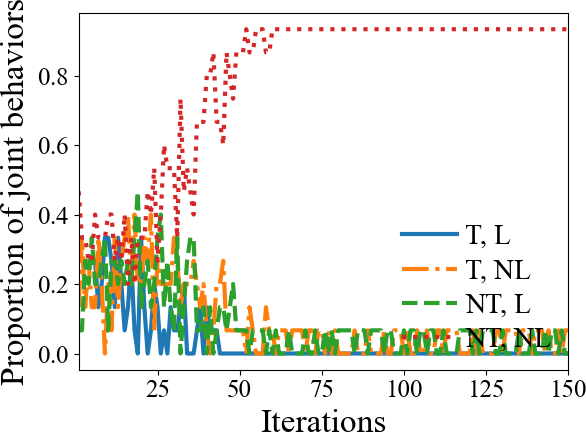 Proportion of joint behaviors
0.8
0.6
0.4
0.2
0.0
T, L
T, NL
NT, L
NT, NL
25
50
75
100
125
150
Iterations